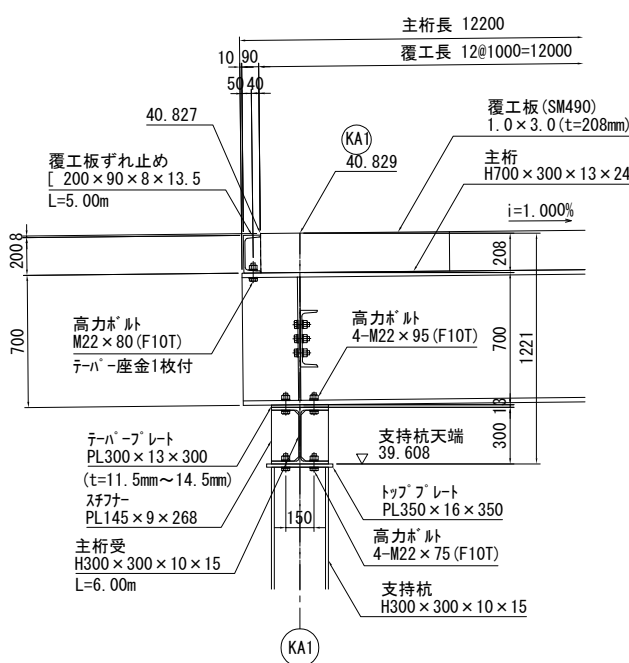 主桁長 12200
覆工長 12@1000=12000
10 90
50 40
40.827
KA1
40.829
覆工板(SM490)
1.0×3.0(t=208mm)
覆工板ずれ止め
[ 200×90×8×13.5
L=5.00m
主桁
H700×300×13×24
i=1.000%
200 8
208
700
700
1221
高力ボルト
M22×80(F10T)
テーパー座金1枚付
高力ボルト
4-M22×95(F10T)
13
300
テーパープレート
PL300×13×300
(t=11.5mm～14.5mm)
スチフナー
PL145×9×268
支持杭天端
39.608
トッププレート
PL350×16×350
150
主桁受
H300×300×10×15
L=6.00m
高力ボルト
4-M22×75(F10T)
支持杭
H300×300×10×15
KA1